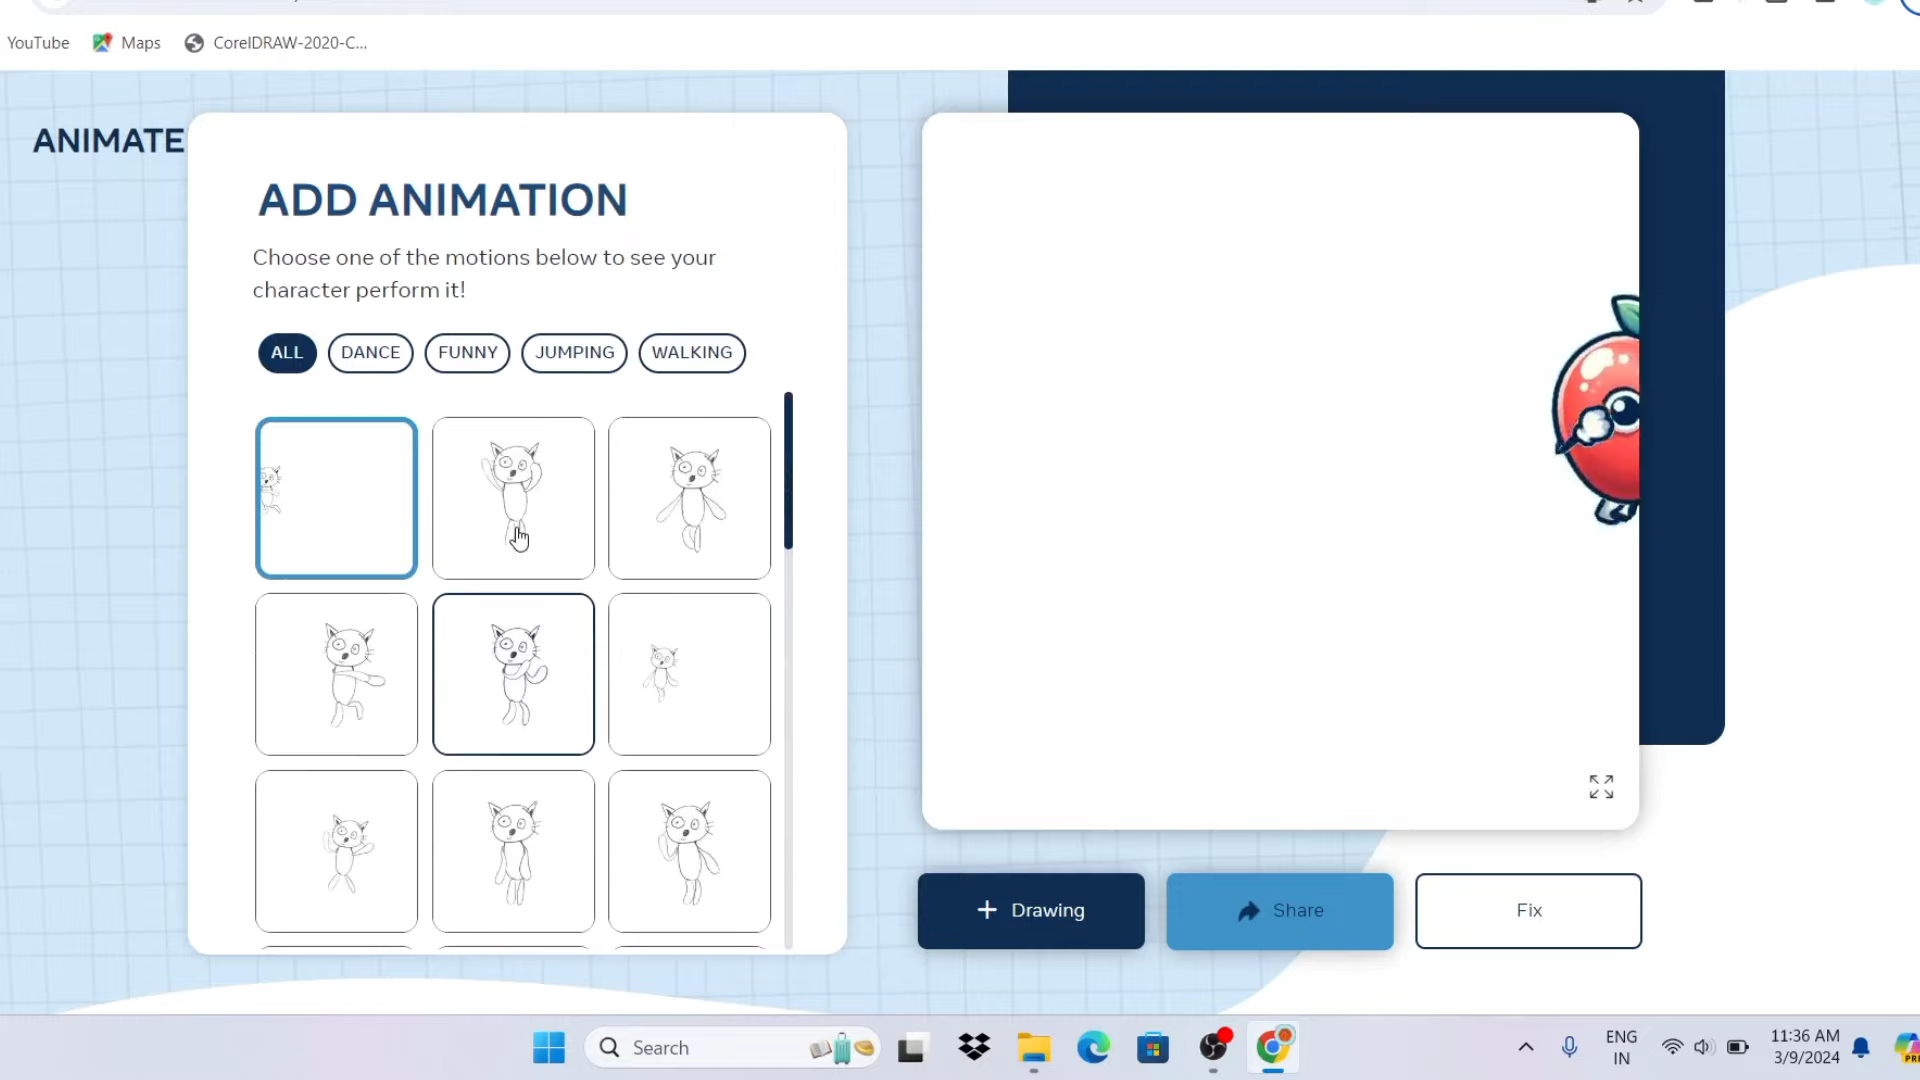 YouTube
Maps
CorelDRAW-2020-C...
ANIMATE
ADD ANIMATION
Choose one of the motions below to see your
character perform it!
ALL
DANCE
FUNNY
JUMPING
WALKING
+ Drawing
Share
Fix
Search
ENG
IN
11:36 AM
3/9/2024